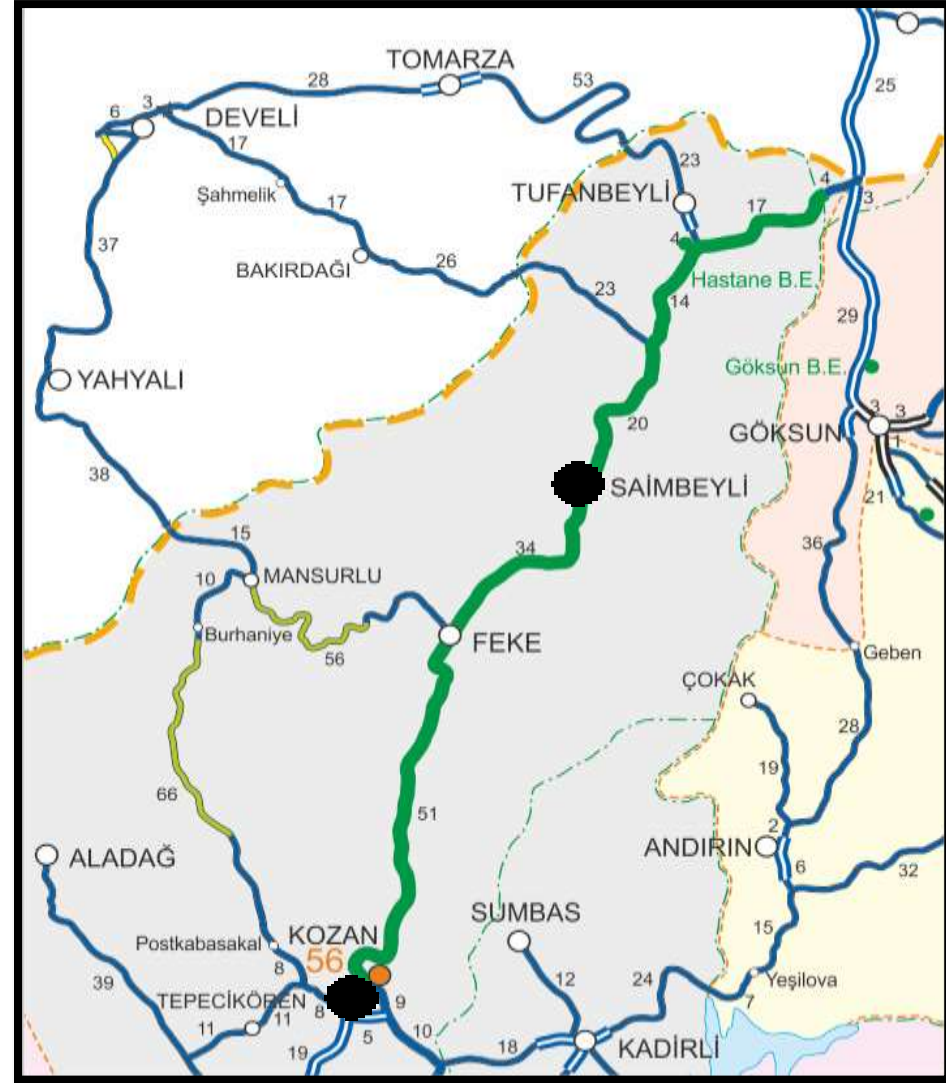 TOMARZA
28
53
25
3
6
DEVELİ
17
23
4
3
Şahmelik
TUFANBEYLİ
17
17
37
4
BAKIRDAĞI
26
Hastane B.E.
23
14
29
Göksun B.E.
YAHYALI
20
3
3
GÖKSUN
1
38
SAİMBEYLİ
21
15
34
36
10
MANSURLU
Burhaniye
FEKE
56
Geben
ÇOKAK
28
19
66
51
2
ANDIRIN
ALADAĞ
6
32
SUMBAS
15
KOZAN
Postkabasakal
56
8
39
12
24
Yeşilova
TEPECİKÖREN
8
9
7
11
11
5
10
18
19
KADİRLİ